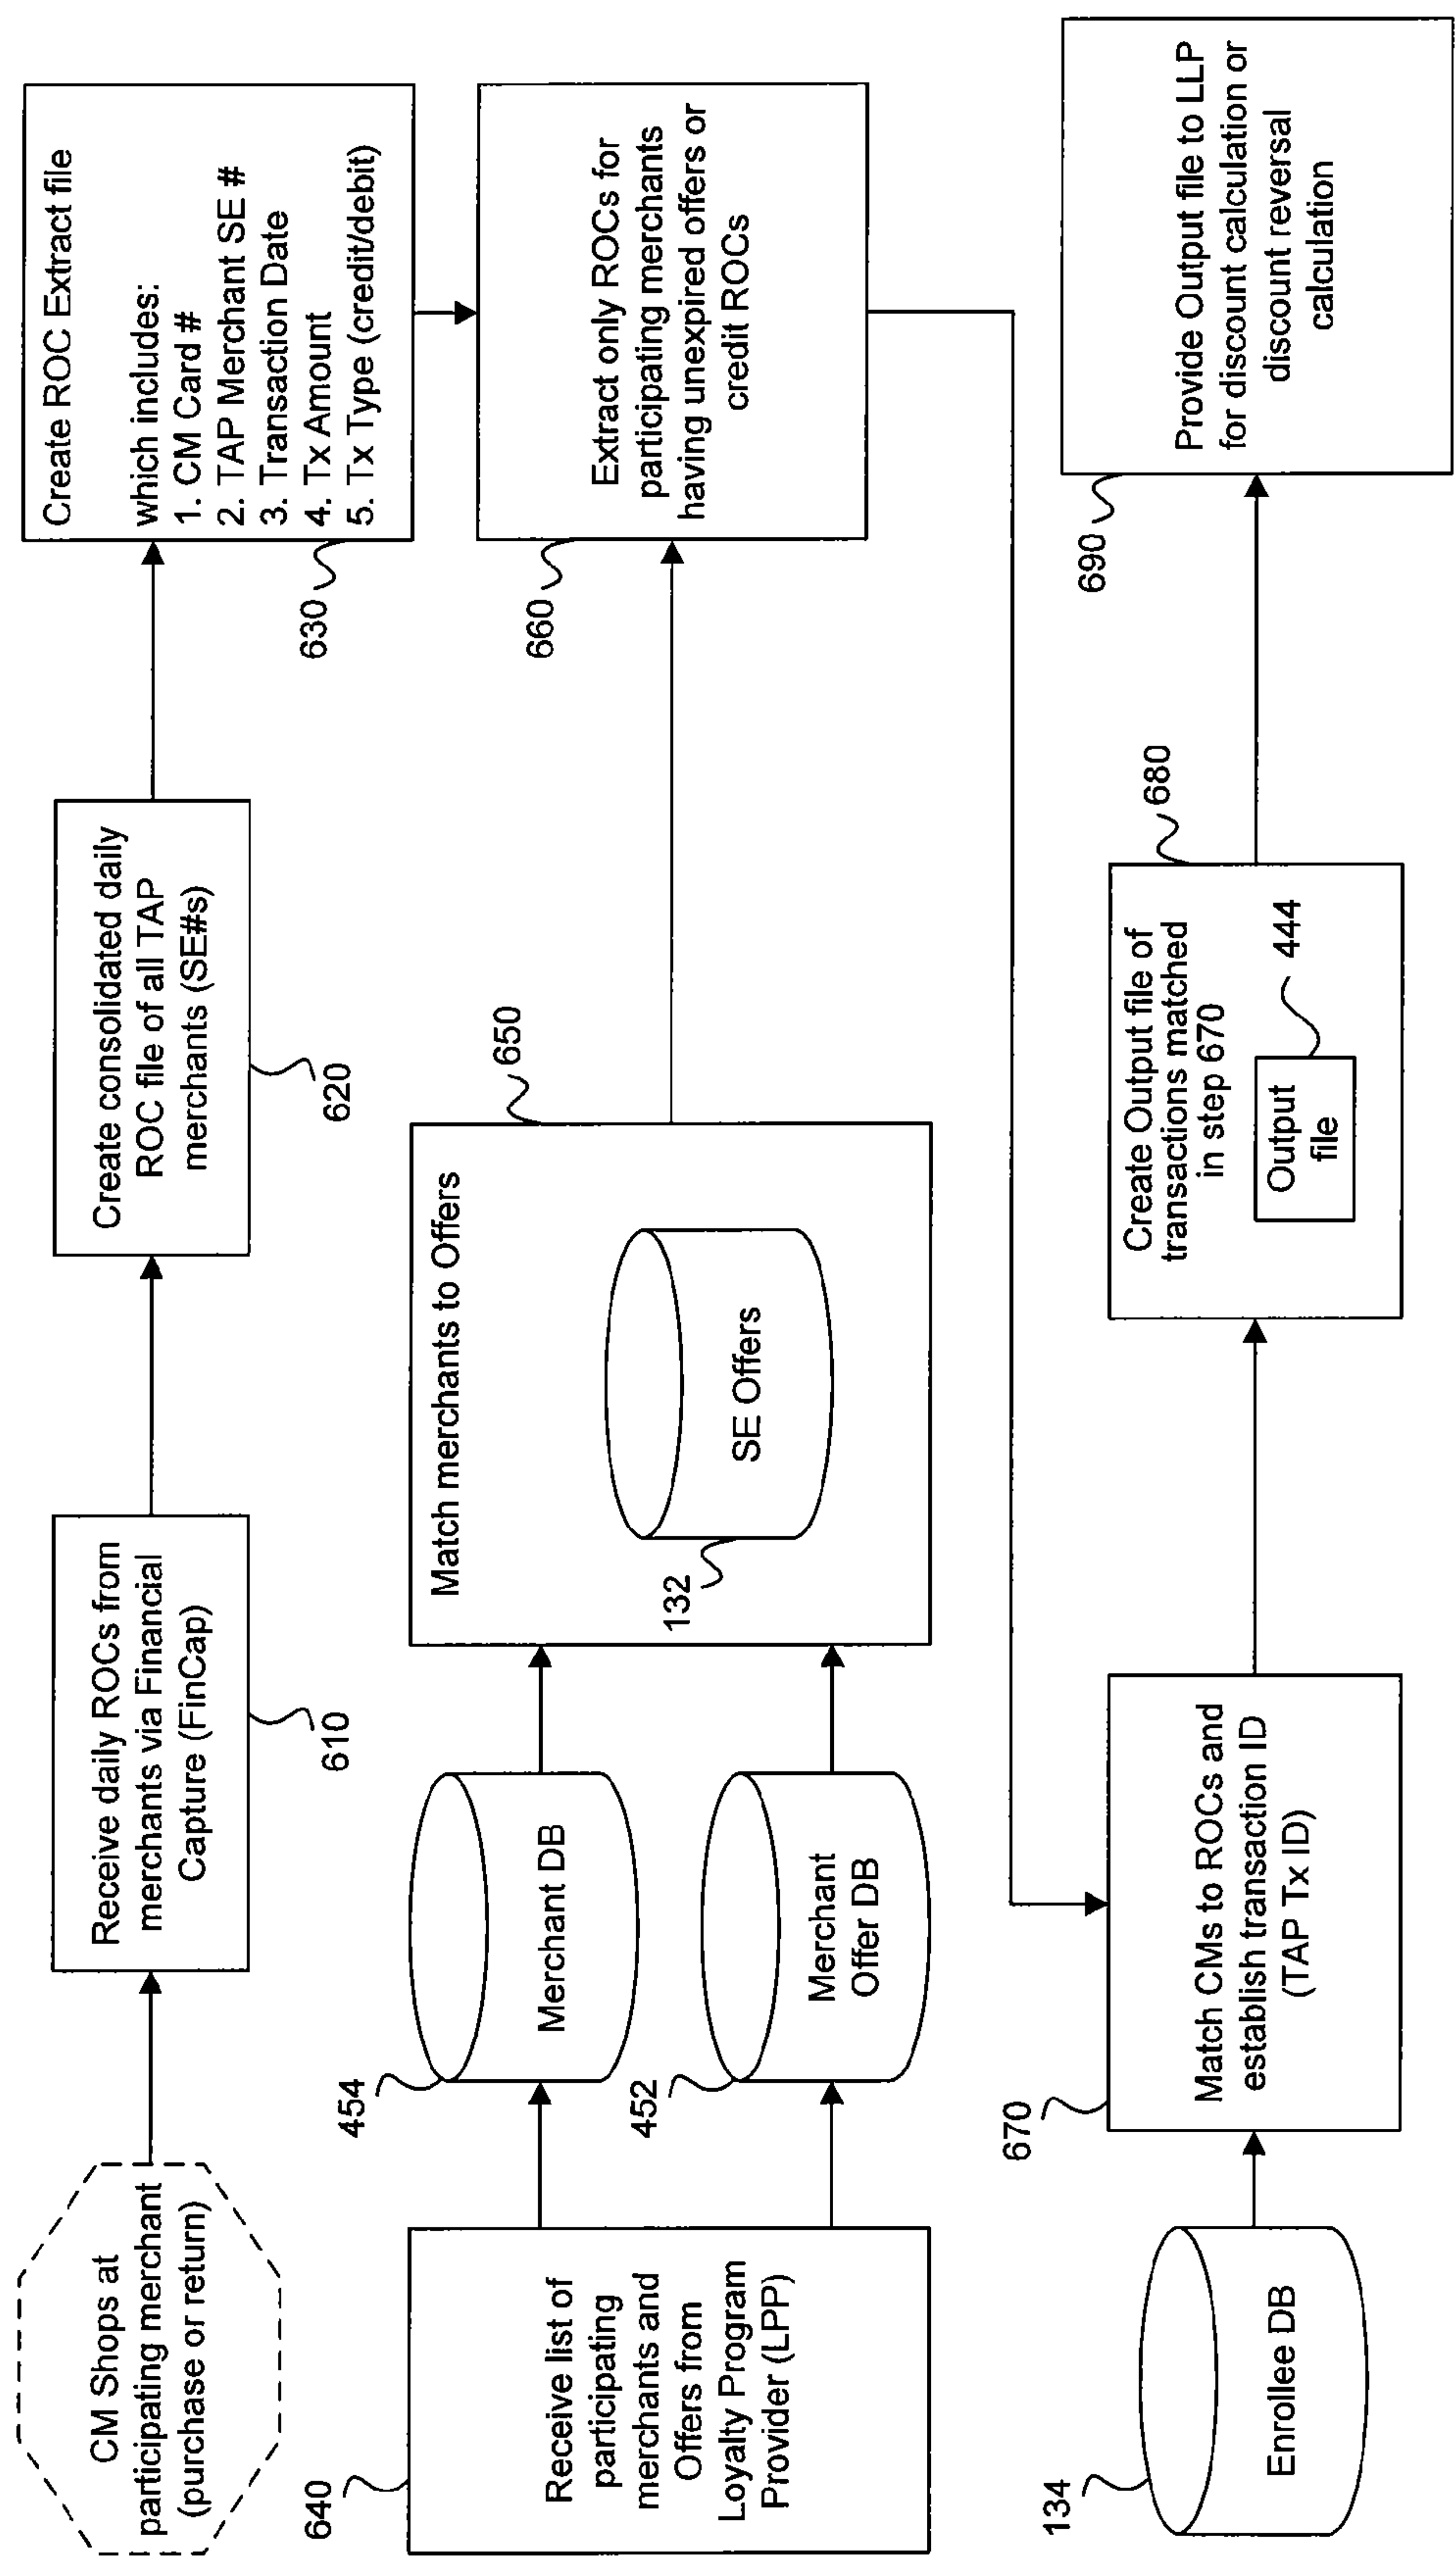 CM Shops at
participating merchant
(purchase or return)
Receive daily ROCs from
merchants via Financial
Capture (FinCap)
610
Create consolidated daily
ROC file of all TAP
merchants (SE#s)
620
Create ROC Extract file
which includes:
1. CM Card #
2. TAP Merchant SE #
3. Transaction Date
4. Tx Amount
5. Tx Type (credit/debit)
630
640
Receive list of
participating
merchants and
Offers from
Loyalty Program
Provider (LPP)
454
Merchant DB
452
Merchant
Offer DB
650
Match merchants to Offers
132
SE Offers
660
Extract only ROCs for
participating merchants
having unexpired offers or
credit ROCs
134
Enrollee DB
670
Match CMs to ROCs and
establish transaction ID
(TAP Tx ID)
680
Create Output file of
transactions matched
in step 670
Output
file
444
690
Provide Output file to LLP
for discount calculation or
discount reversal
calculation